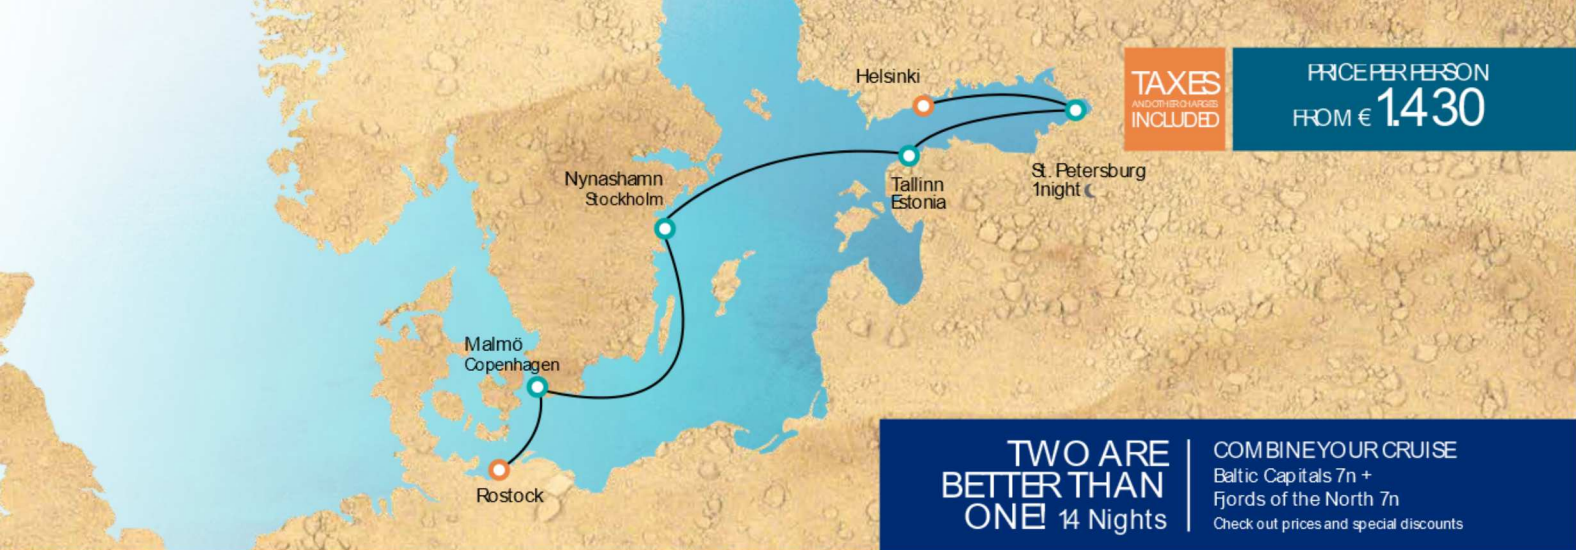 Helsinki
TAXES
AND OTHER CHARGES
INCLUDED
PRICE PER PERSON
FROM € 1.430
Nynashamn
Stockholm
Tallinn
Estonia
St. Petersburg
1night
Malmö
Copenhagen
Rostock
TWO ARE
BETTER THAN
ONE! 14 Nights
COMBINE YOUR CRUISE
Baltic Capitals 7n +
Fjords of the North 7n
Check out prices and special discounts